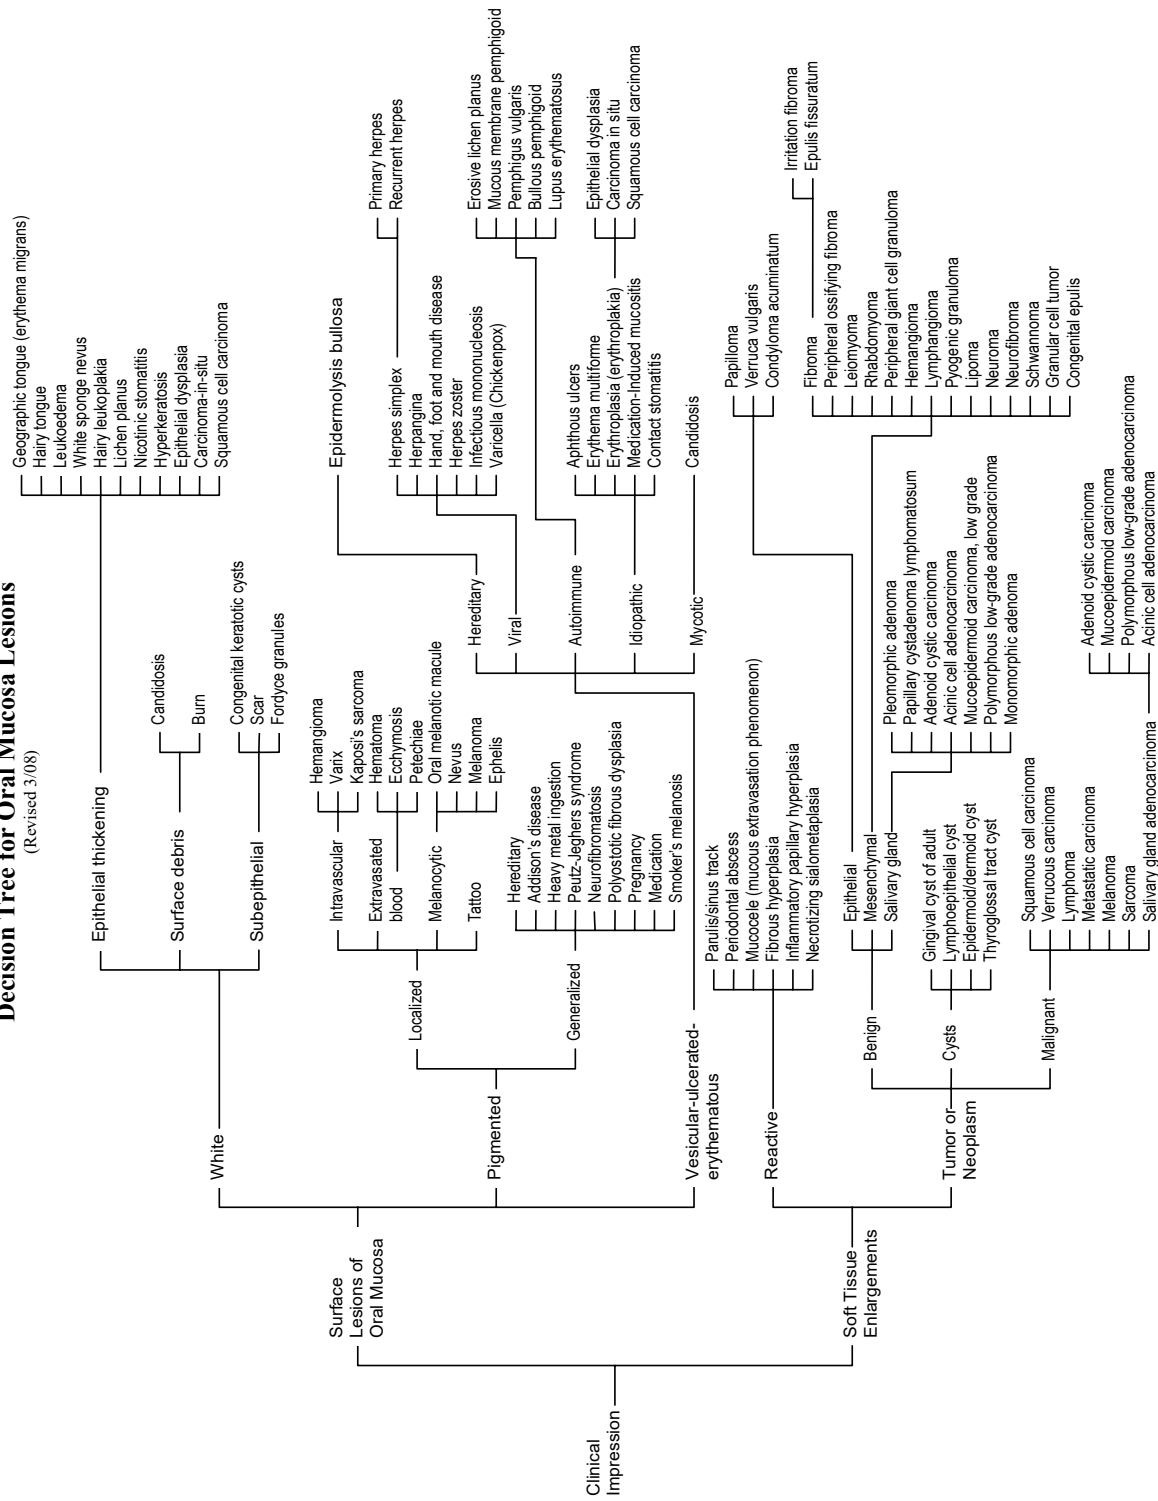 Decision Tree for Oral Mucosa Lesions
(Revised 3/08)
Clinical
Impression
Surface
Lesions of
Oral Mucosa
White
Epithelial thickening
Geographic tongue (erythema migrans)
Hairy tongue
Leukoedema
White sponge nevus
Hairy leukoplakia
Lichen planus
Nicotinic stomatitis
Hyperkeratosis
Epithelial dysplasia
Carcinoma-in-situ
Squamous cell carcinoma
Surface debris
Candidosis
Burn
Subepithelial
Congenital keratotic cysts
Scar
Fordyce granules
Pigmented
Localized
Intravascular
Hemangioma
Varix
Kaposi's sarcoma
Extravasated
blood
Hematoma
Ecchymosis
Petechiae
Melanocytic
Oral melanotic macule
Nevus
Melanoma
Ephelis
Tattoo
Generalized
Hereditary
Addison's disease
Heavy metal ingestion
Peutz-Jeghers syndrome
Neurofibromatosis
Polyostotic fibrous dysplasia
Pregnancy
Medication
Smoker's melanosis
Vesicular-ulcerated-
erythematous
Hereditary
Epidermolysis bullosa
Viral
Herpes simplex
Primary herpes
Recurrent herpes
Herpangina
Hand, foot and mouth disease
Herpes zoster
Infectious mononucleosis
Varicella (Chickenpox)
Autoimmune
Erosive lichen planus
Mucous membrane pemphigoid
Pemphigus vulgaris
Bullous pemphigoid
Lupus erythematosus
Idiopathic
Aphthous ulcers
Erythema multiforme
Erythroplasia (erythroplakia)
Epithelial dysplasia
Carcinoma in situ
Squamous cell carcinoma
Medication-Induced mucositis
Contact stomatitis
Mycotic
Candidosis
Soft Tissue
Enlargements
Reactive
Parulis/sinus track
Periodontal abscess
Mucocele (mucous extravasation phenomenon)
Fibrous hyperplasia
Inflammatory papillary hyperplasia
Necrotizing sialometaplasia
Tumor or
Neoplasm
Benign
Epithelial
Papilloma
Verruca vulgaris
Condyloma acuminatum
Mesenchymal
Fibroma
Irritation fibroma
Epulis fissuratum
Peripheral ossifying fibroma
Leiomyoma
Rhabdomyoma
Peripheral giant cell granuloma
Hemangioma
Lymphangioma
Pyogenic granuloma
Lipoma
Neuroma
Neurofibroma
Schwannoma
Granular cell tumor
Congenital epulis
Salivary gland
Pleomorphic adenoma
Papillary cystadenoma lymphomatosum
Adenoid cystic carcinoma
Acinic cell adenocarcinoma
Mucoepidermoid carcinoma, low grade
Polymorphous low-grade adenocarcinoma
Monomorphic adenoma
Cysts
Gingival cyst of adult
Lymphoepithelial cyst
Epidermoid/dermoid cyst
Thyroglossal tract cyst
Malignant
Squamous cell carcinoma
Verrucous carcinoma
Lymphoma
Metastatic carcinoma
Melanoma
Sarcoma
Salivary gland adenocarcinoma
Adenoid cystic carcinoma
Mucoepidermoid carcinoma
Polymorphous low-grade adenocarcinoma
Acinic cell adenocarcinoma